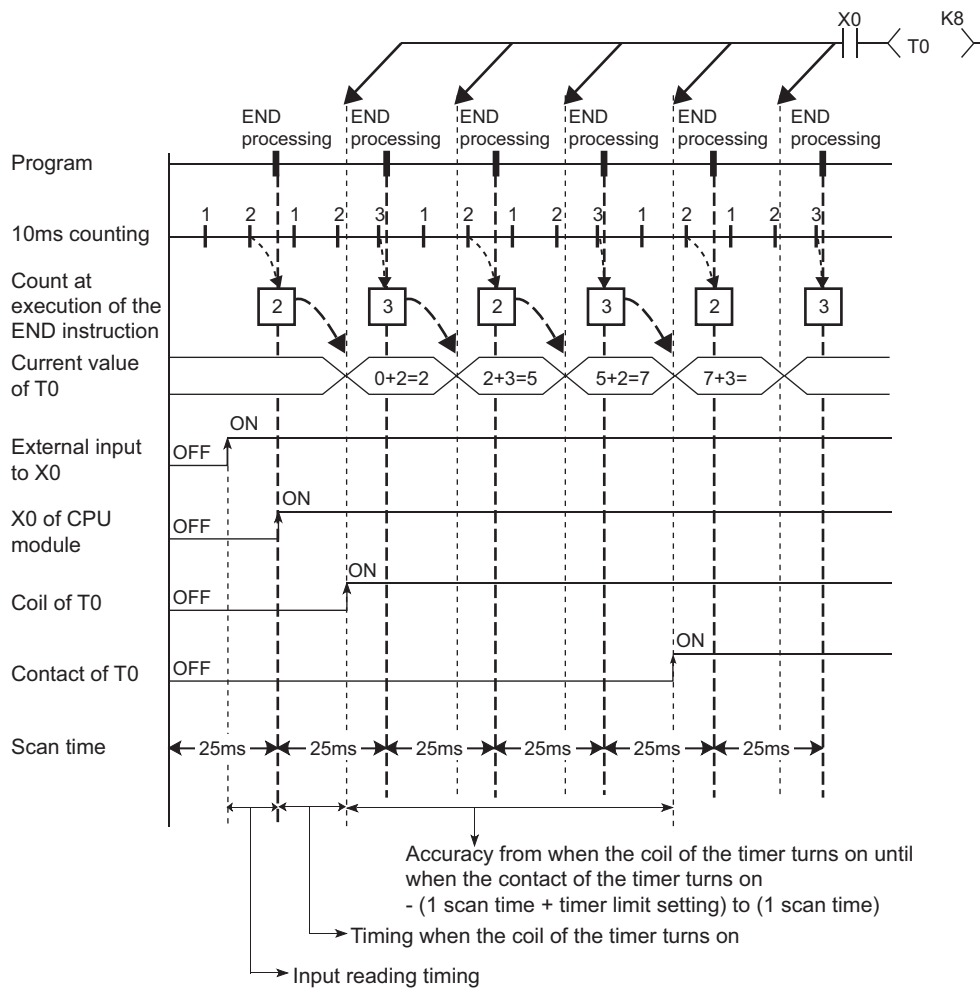 X0 K8
T0
END processing END processing END processing END processing END processing END processing
Program
1 2 1 2 3 1 2 1 2 3 1 2 1 2 3
10ms counting
Count at
execution of the
END instruction
2 3 2 3 2 3
Current value
of T0
0+2=2 2+3=5 5+2=7 7+3=
ON
External input
to X0
OFF
ON
X0 of CPU
module
OFF
ON
Coil of T0
OFF
ON
Contact of T0
OFF
Scan time
25ms 25ms 25ms 25ms 25ms 25ms
Accuracy from when the coil of the timer turns on until
when the contact of the timer turns on
- (1 scan time + timer limit setting) to (1 scan time)
Timing when the coil of the timer turns on
Input reading timing